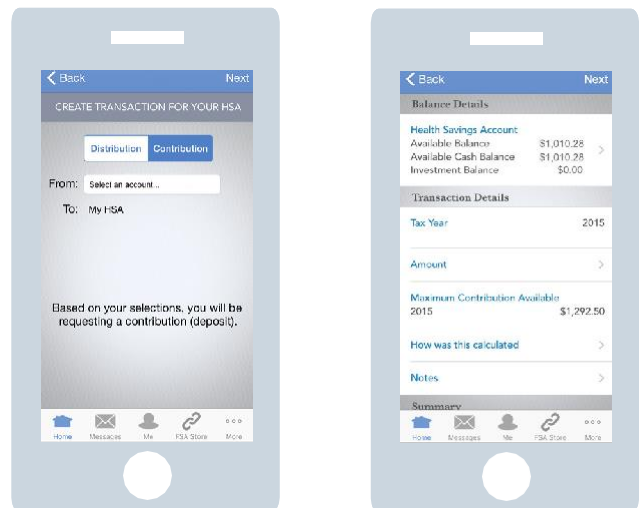 Back Next
CREATE TRANSACTION FOR YOUR HSA
Distribution Contribution
From: Select an account...
To: My HSA
Based on your selections, you will be
requesting a contribution (deposit).
Home Messages Me FSA Store More
Back Next
Balance Details
Health Savings Account
Available Balance $1,010.28
Available Cash Balance $1,010.28
Investment Balance $0.00
Transaction Details
Tax Year 2015
Amount
Maximum Contribution Available
2015 $1,292.50
How was this calculated
Notes
Summary
Home Messages Me FSA Store More